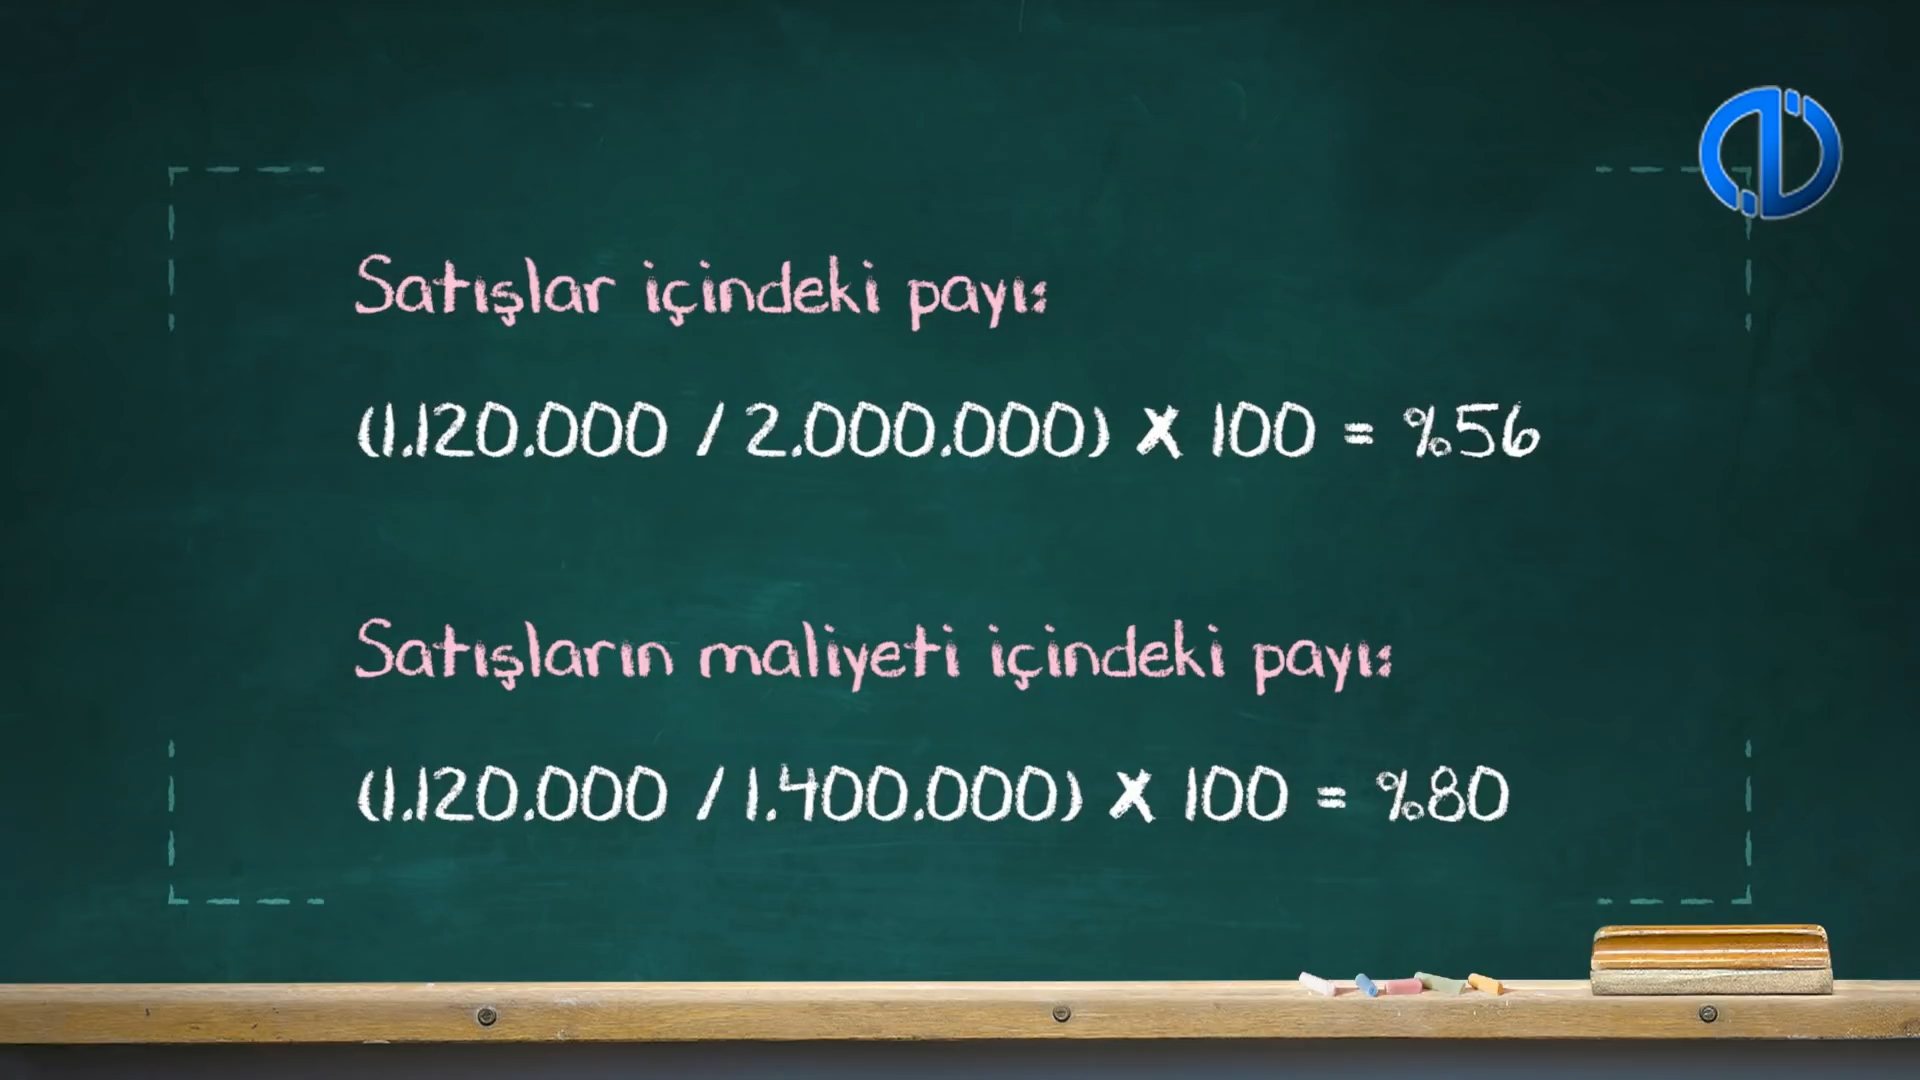 Satışlar içindeki payı:
(1.120.000 / 2.000.000) X 100 = %56
Satışların maliyeti içindeki payı:
(1.120.000 / 1.400.000) X 100 = %80